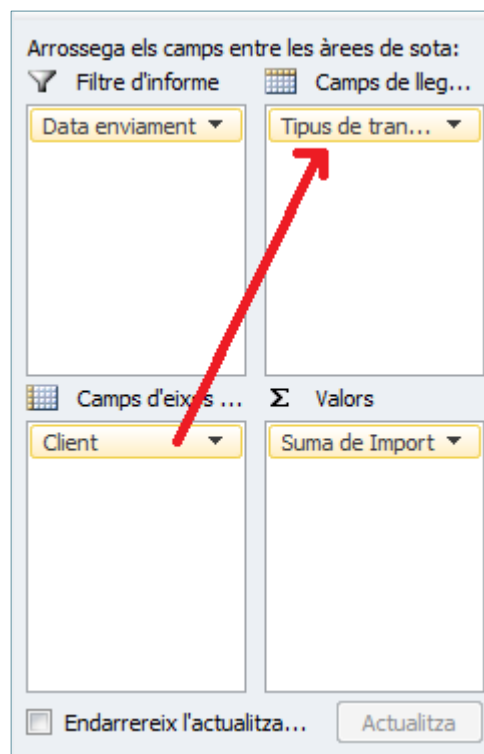 Arrossega els camps entre les àrees de sota:
Filtre d'informe
Camps de lleg...
Data enviament
Tipus de tran...
Camps d'eixos ...
Valors
Client
Suma de Import
Endarrereix l'actualitza...
Actualitza